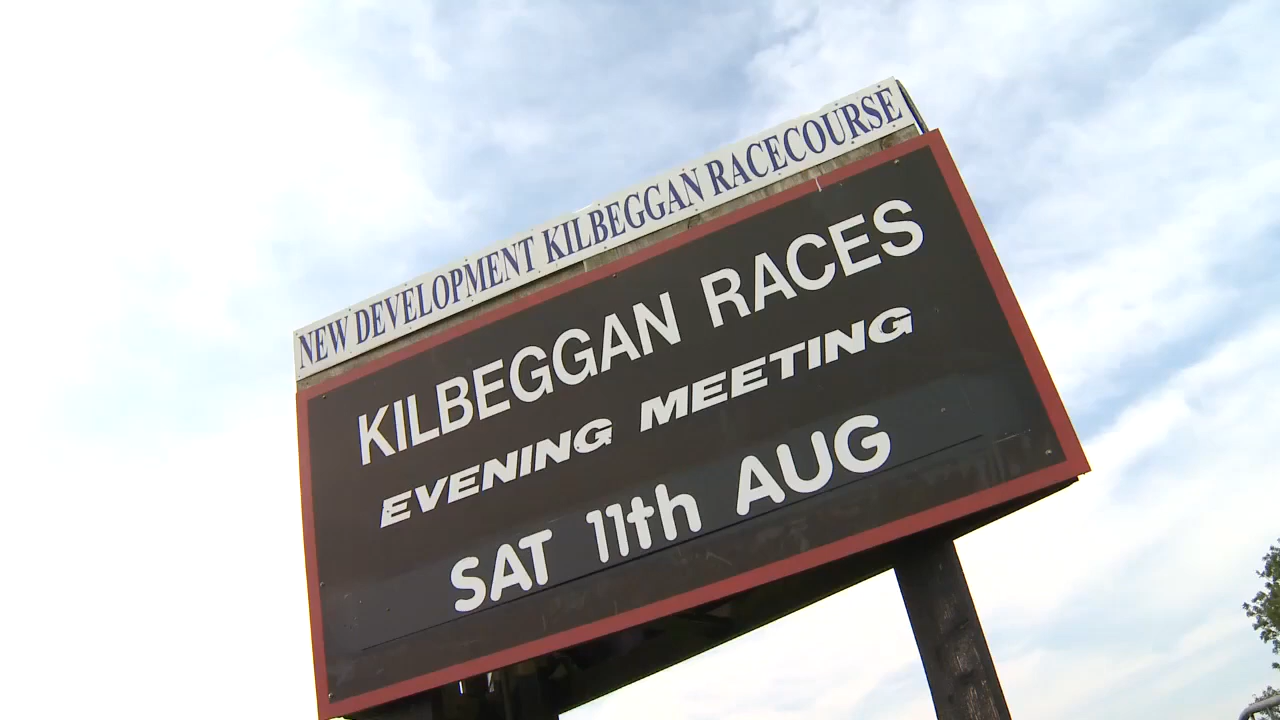 NEW DEVELOPMENT KILBEGGAN RACECOURSE
KILBEGGAN RACES
EVENING MEETING
SAT 11th AUG